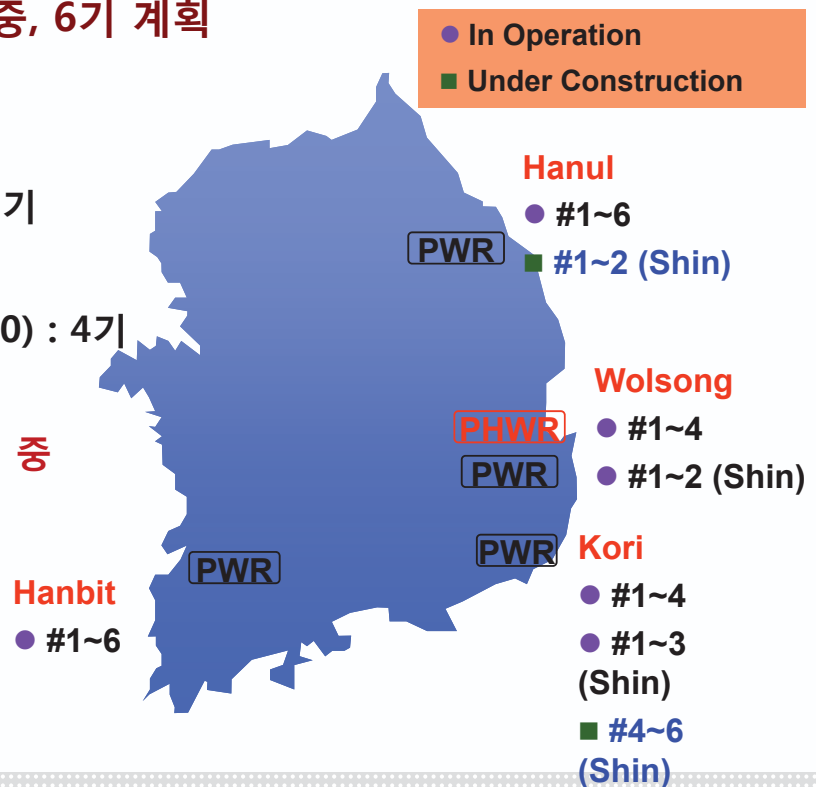 중, 6기 계획
In Operation
Under Construction
기
0) : 4기
중
Hanul
#1~6
#1~2 (Shin)
PWR
Wolsong
#1~4
#1~2 (Shin)
PHWR
PWR
Kori
#1~4
#1~3
(Shin)
#4~6
(Shin)
PWR
PWR
Hanbit
#1~6